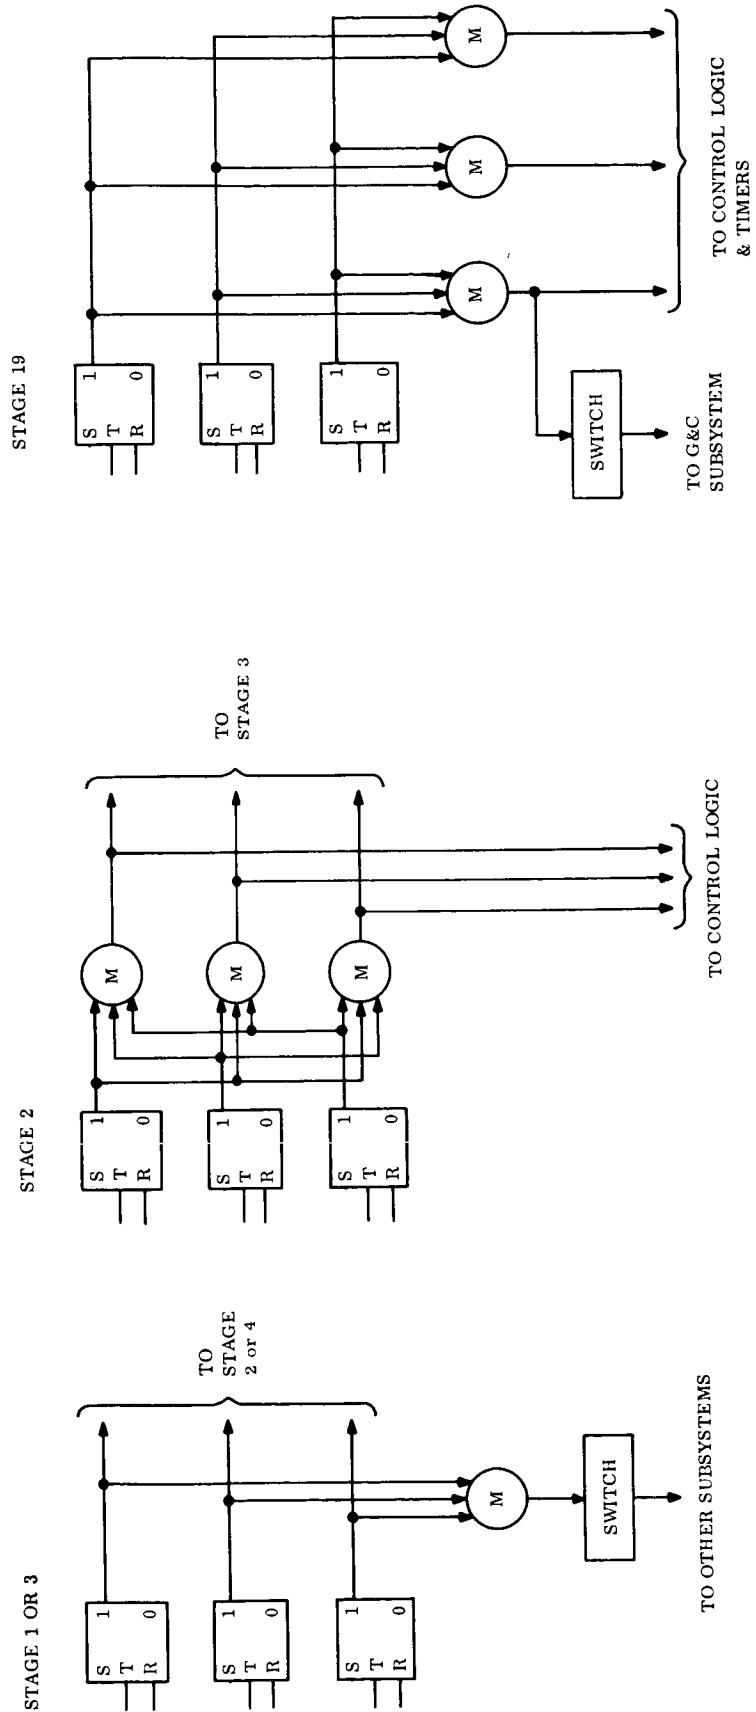 STAGE 1 OR 3
S 1
T
R 0
S 1
T
R 0
S 1
T
R 0
TO
STAGE
2 or 4
M
SWITCH
TO OTHER SUBSYSTEMS
STAGE 2
S 1
T
R 0
S 1
T
R 0
S 1
T
R 0
M
M
M
TO
STAGE 3
TO CONTROL LOGIC
STAGE 19
S 1
T
R 0
S 1
T
R 0
S 1
T
R 0
M
M
M
SWITCH
TO G&C
SUBSYSTEM
TO CONTROL LOGIC
& TIMERS